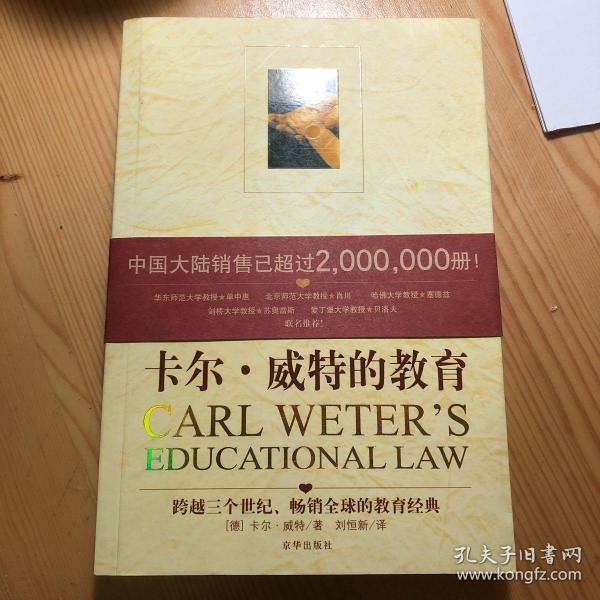 中国大陆销售已超过2,000,000册！
华东师范大学教授★单中惠 北京师范大学教授★肖川 哈佛大学教授★塞德兹
剑桥大学教授★苏奥雷斯 爱丁堡大学教授★贝洛夫
联名推荐！
卡尔·威特的教育
CARL WETER'S
EDUCATIONAL LAW
跨越三个世纪、畅销全球的教育经典
［德］卡尔·威特/著 刘恒新/译
京华出版社
孔夫子旧书网
www.kongfz.com